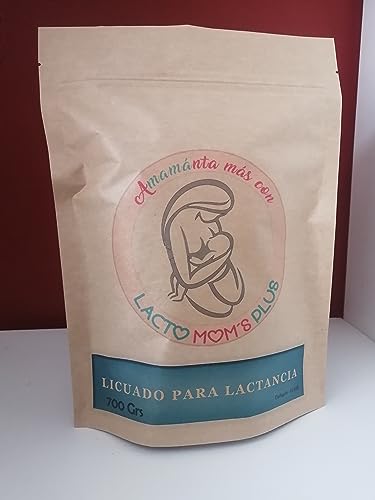 Amamánta más con
LACTO MOM'S PLUS
LICUADO PARA LACTANCIA
700 Grs